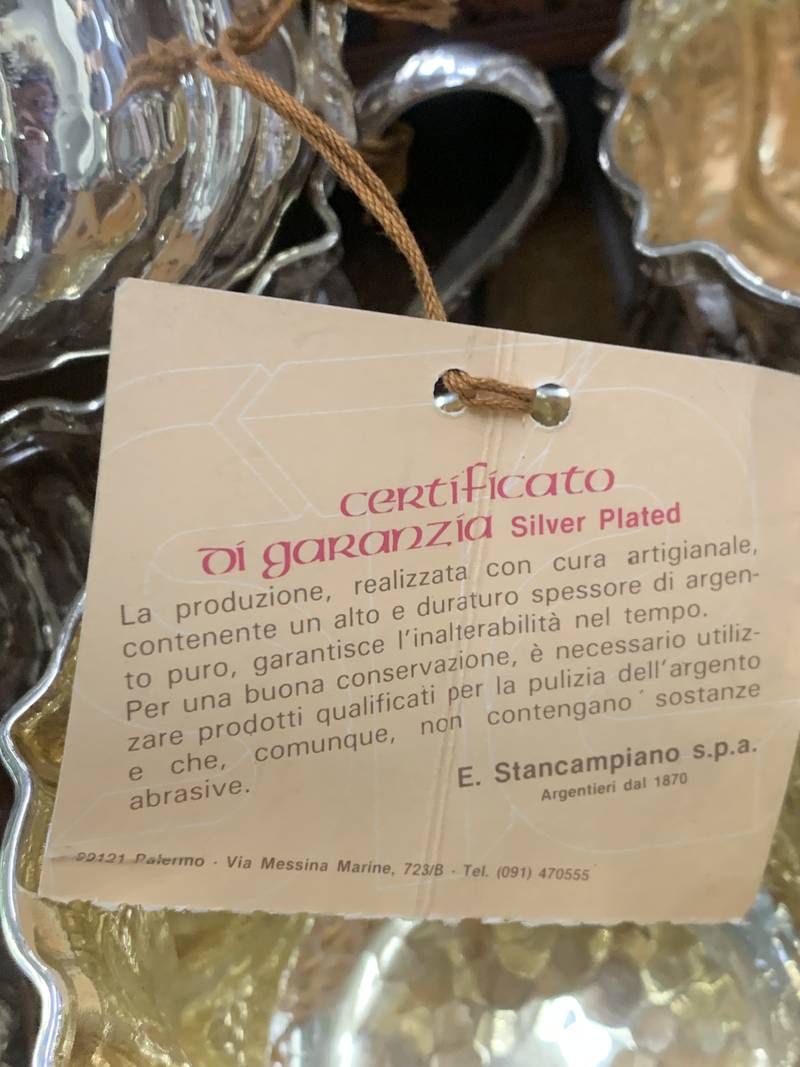 certificato
di garanzia Silver Plated
La produzione, realizzata con cura artigianale,
contenente un alto e duraturo spessore di argen-
to puro, garantisce l'inalterabilità nel tempo.
Per una buona conservazione, è necessario utiliz-
zare prodotti qualificati per la pulizia dell'argento
e che, comunque, non contengano sostanze
abrasive.
E. Stancampiano s.p.a.
Argentieri dal 1870
90121 Palermo - Via Messina Marine, 723/B - Tel. (091) 470555